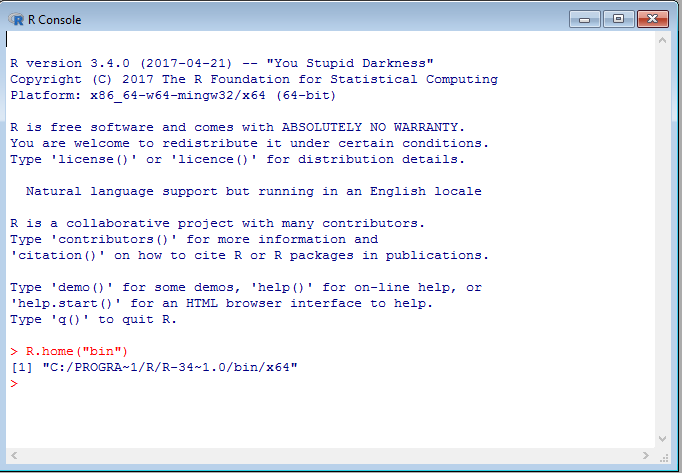 R Console
R version 3.4.0 (2017-04-21) -- "You Stupid Darkness"
Copyright (C) 2017 The R Foundation for Statistical Computing
Platform: x86_64-w64-mingw32/x64 (64-bit)
R is free software and comes with ABSOLUTELY NO WARRANTY.
You are welcome to redistribute it under certain conditions.
Type 'license()' or 'licence()' for distribution details.
Natural language support but running in an English locale
R is a collaborative project with many contributors.
Type 'contributors()' for more information and
'citation()' on how to cite R or R packages in publications.
Type 'demo()' for some demos, 'help()' for on-line help, or
'help.start()' for an HTML browser interface to help.
Type 'q()' to quit R.
> R.home("bin")
[1] "C:/PROGRA~1/R/R-34~1.0/bin/x64"
>